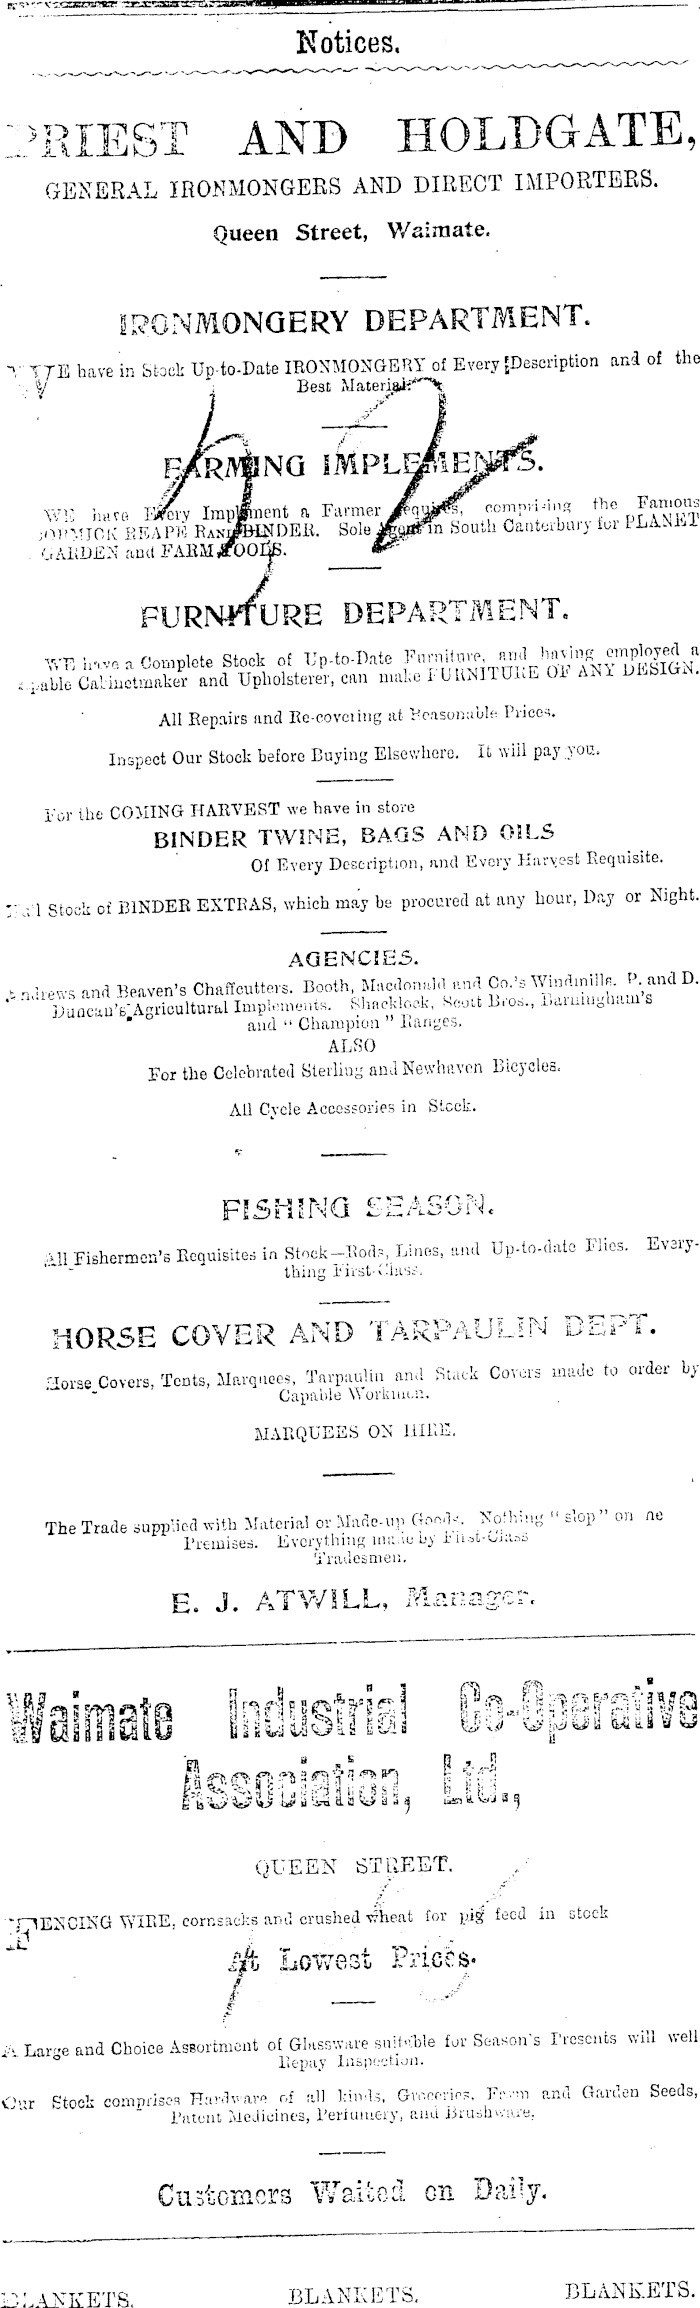 Notices.
PRIEST AND HOLDGATE,
GENERAL IRONMONGERS AND DIRECT IMPORTERS.
Queen Street, Waimate.
IRONMONGERY DEPARTMENT.
WE have in Stock Up-to-Date IRONMONGERY of Every Description and of the
Best Material.
FARMING IMPLEMENTS.
WE have Every Implement a Farmer Requires, comprising the Famous
REAPER BINDER. Sole Agents in South Canterbury for PLANET
GARDEN and FARM TOOLS.
FURNITURE DEPARTMENT.
WE have a Complete Stock of Up-to-Date Furniture, and having employed a
capable Cabinetmaker and Upholsterer, can make FURNITURE OF ANY DESIGN.
All Repairs and Re-covering at Reasonable Prices.
Inspect Our Stock before Buying Elsewhere. It will pay you.
For the COMING HARVEST we have in store
BINDER TWINE, BAGS AND OILS
Of Every Description, and Every Harvest Requisite.
Full Stock of BINDER EXTRAS, which may be procured at any hour, Day or Night.
AGENCIES.
Andrews and Beaven's Chaffcutters. Booth, Macdonald and Co.'s Windmills. P. and D.
Duncan's Agricultural Implements. Shacklock, Scott Bros., Barningham's
and "Champion" Ranges.
ALSO
For the Celebrated Sterling and Newhaven Bicycles.
All Cycle Accessories in Stock.
FISHING SEASON.
All Fishermen's Requisites in Stock—Rods, Lines, and Up-to-date Flies. Every-
thing First-Class.
HORSE COVER AND TARPAULIN DEPT.
Horse Covers, Tents, Marquees, Tarpaulin and Stack Covers made to order by
Capable Workmen.
MARQUEES ON HIRE.
The Trade supplied with Material or Made-up Goods. Nothing "slop" on
Premises. Everything made by First-Class
Tradesmen.
E. J. ATWILL, Manager.
Waimate Industrial Co-Operative
Association, Ltd.,
QUEEN STREET.
FENCING WIRE, cornsacks and crushed wheat for pig feed in stock
At Lowest Prices.
A Large and Choice Assortment of Glassware suitable for Season's Presents will well
Repay Inspection.
Our Stock comprises Hardware of all kinds, Groceries, Farm and Garden Seeds,
Patent Medicines, Perfumery, and Brushware.
Customers Waited on Daily.
BLANKETS. BLANKETS. BLANKETS.